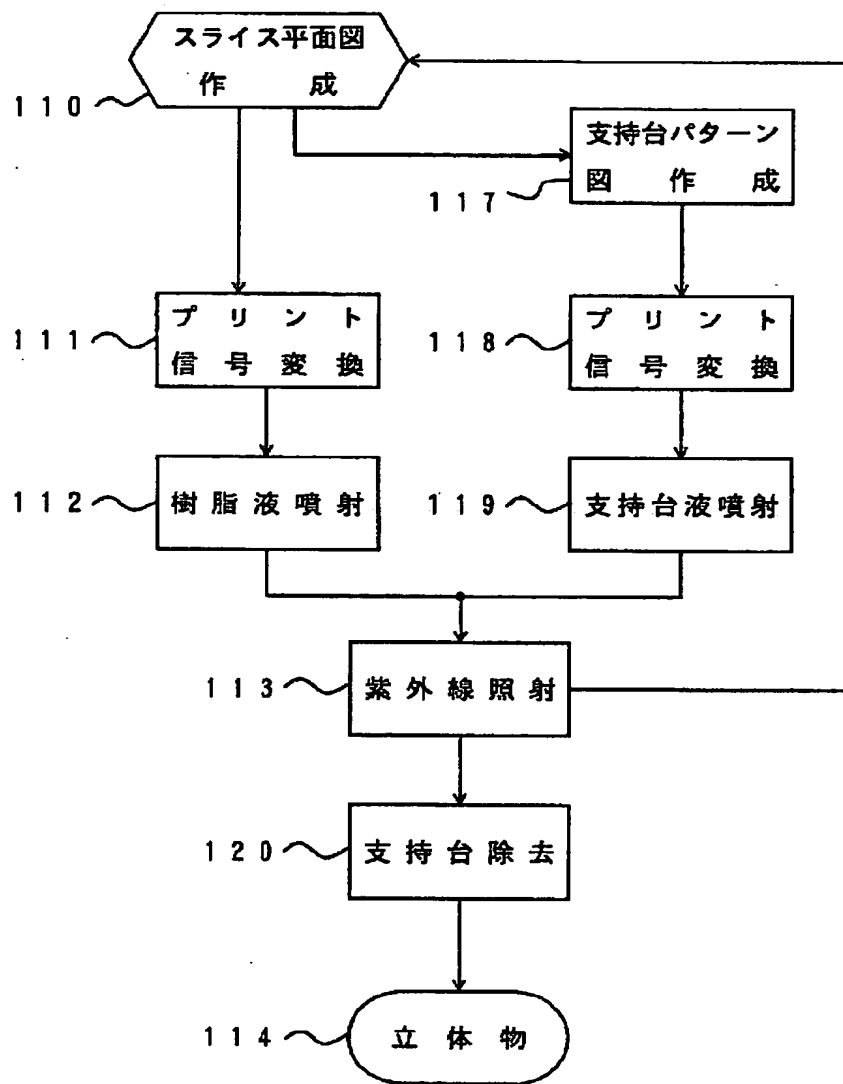 スライス平面図
作成
110
支持台パターン
図作成
117
プリント
信号変換
111
プリント
信号変換
118
樹脂液噴射
112
支持台液噴射
119
紫外線照射
113
支持台除去
120
立体物
114